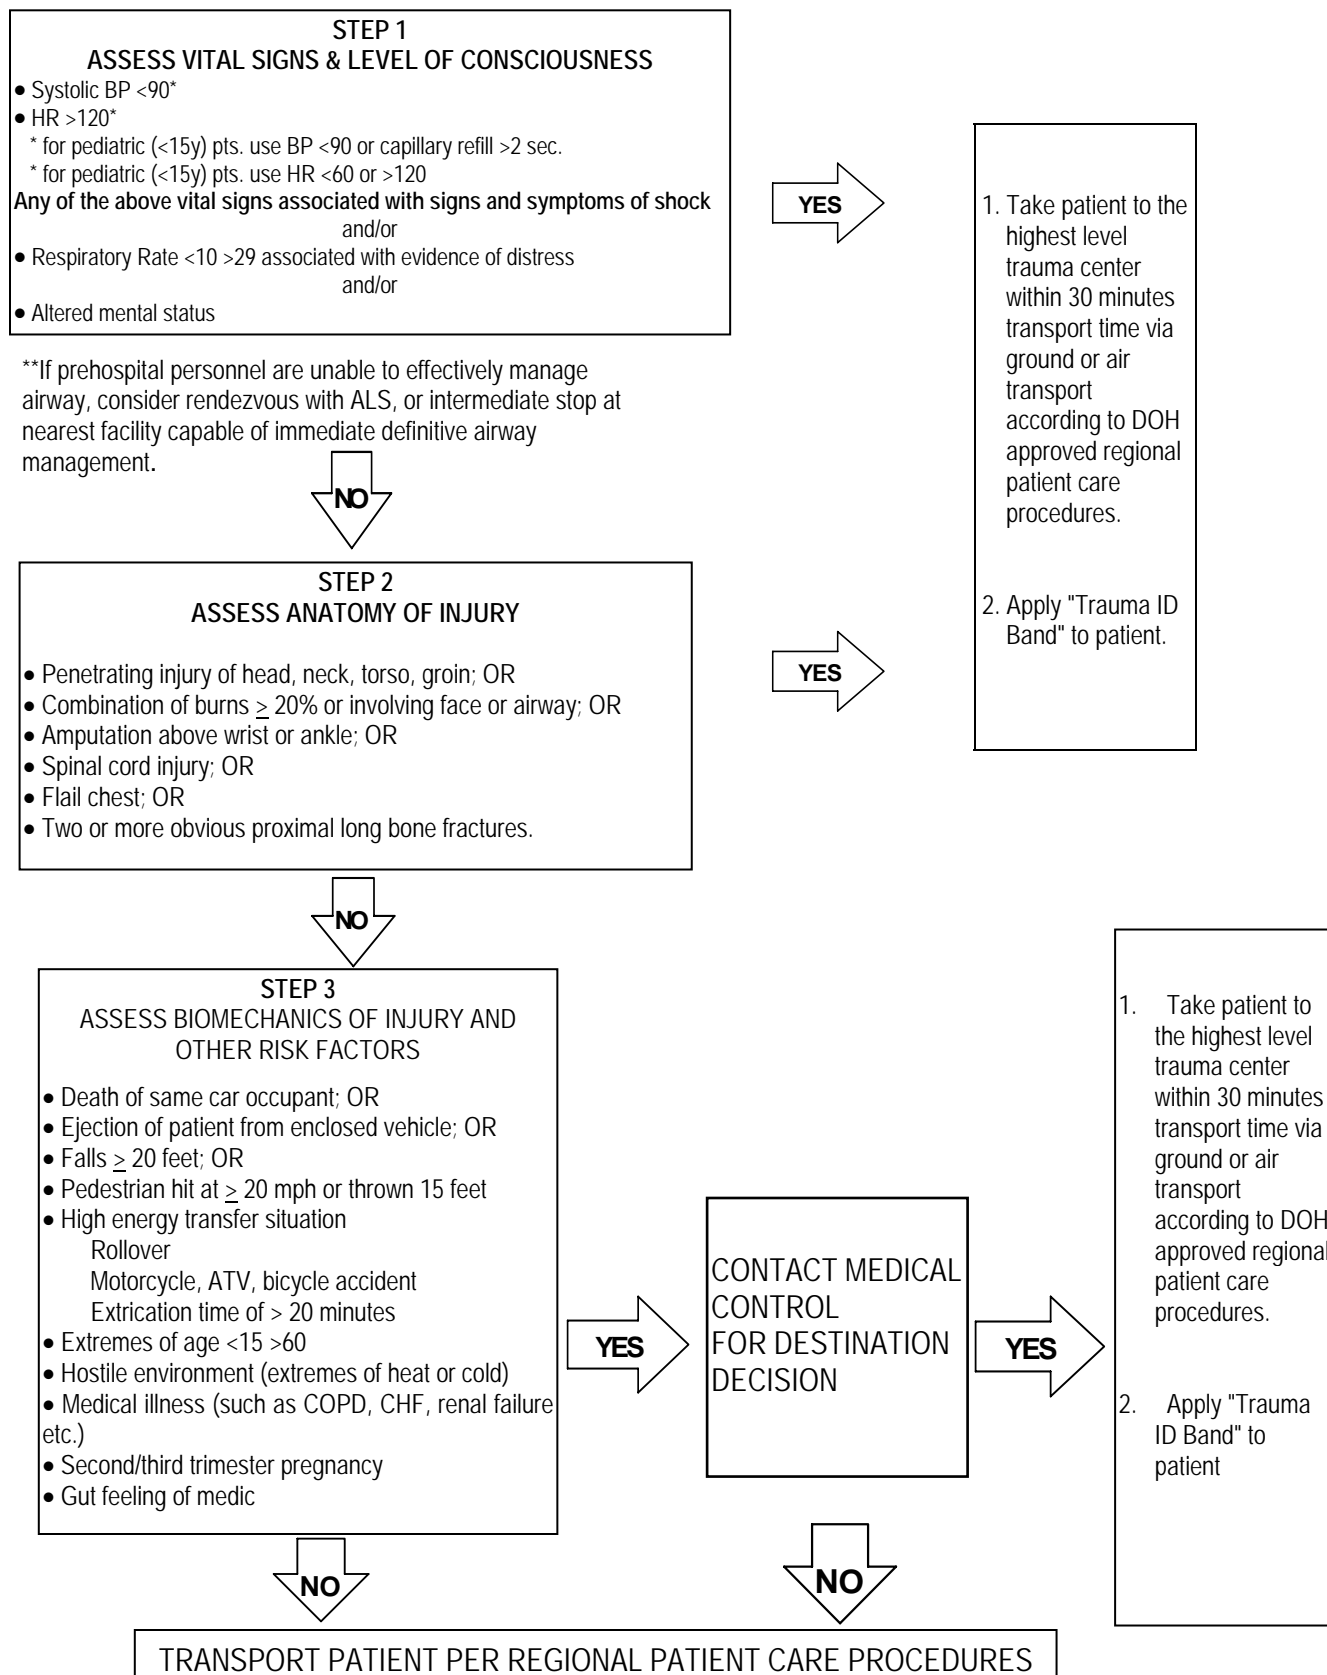 STEP 1
ASSESS VITAL SIGNS & LEVEL OF CONSCIOUSNESS
• Systolic BP <90*
• HR >120*
* for pediatric (<15y) pts. use BP <90 or capillary refill >2 sec.
* for pediatric (<15y) pts. use HR <60 or >120
Any of the above vital signs associated with signs and symptoms of shock
and/or
• Respiratory Rate <10 >29 associated with evidence of distress
and/or
• Altered mental status
YES
1. Take patient to the
highest level
trauma center
within 30 minutes
transport time via
ground or air
transport
according to DOH
approved regional
patient care
procedures.
2. Apply "Trauma ID
Band" to patient.
**If prehospital personnel are unable to effectively manage
airway, consider rendezvous with ALS, or intermediate stop at
nearest facility capable of immediate definitive airway
management.
NO
STEP 2
ASSESS ANATOMY OF INJURY
• Penetrating injury of head, neck, torso, groin; OR
• Combination of burns ≥ 20% or involving face or airway; OR
• Amputation above wrist or ankle; OR
• Spinal cord injury; OR
• Flail chest; OR
• Two or more obvious proximal long bone fractures.
YES
NO
STEP 3
ASSESS BIOMECHANICS OF INJURY AND
OTHER RISK FACTORS
• Death of same car occupant; OR
• Ejection of patient from enclosed vehicle; OR
• Falls ≥ 20 feet; OR
• Pedestrian hit at ≥ 20 mph or thrown 15 feet
• High energy transfer situation
Rollover
Motorcycle, ATV, bicycle accident
Extrication time of > 20 minutes
• Extremes of age <15 >60
• Hostile environment (extremes of heat or cold)
• Medical illness (such as COPD, CHF, renal failure
etc.)
• Second/third trimester pregnancy
• Gut feeling of medic
YES
CONTACT MEDICAL
CONTROL
FOR DESTINATION
DECISION
YES
1. Take patient to
the highest level
trauma center
within 30 minutes
transport time via
ground or air
transport
according to DOH
approved regional
patient care
procedures.
2. Apply "Trauma
ID Band" to
patient
NO
NO
TRANSPORT PATIENT PER REGIONAL PATIENT CARE PROCEDURES